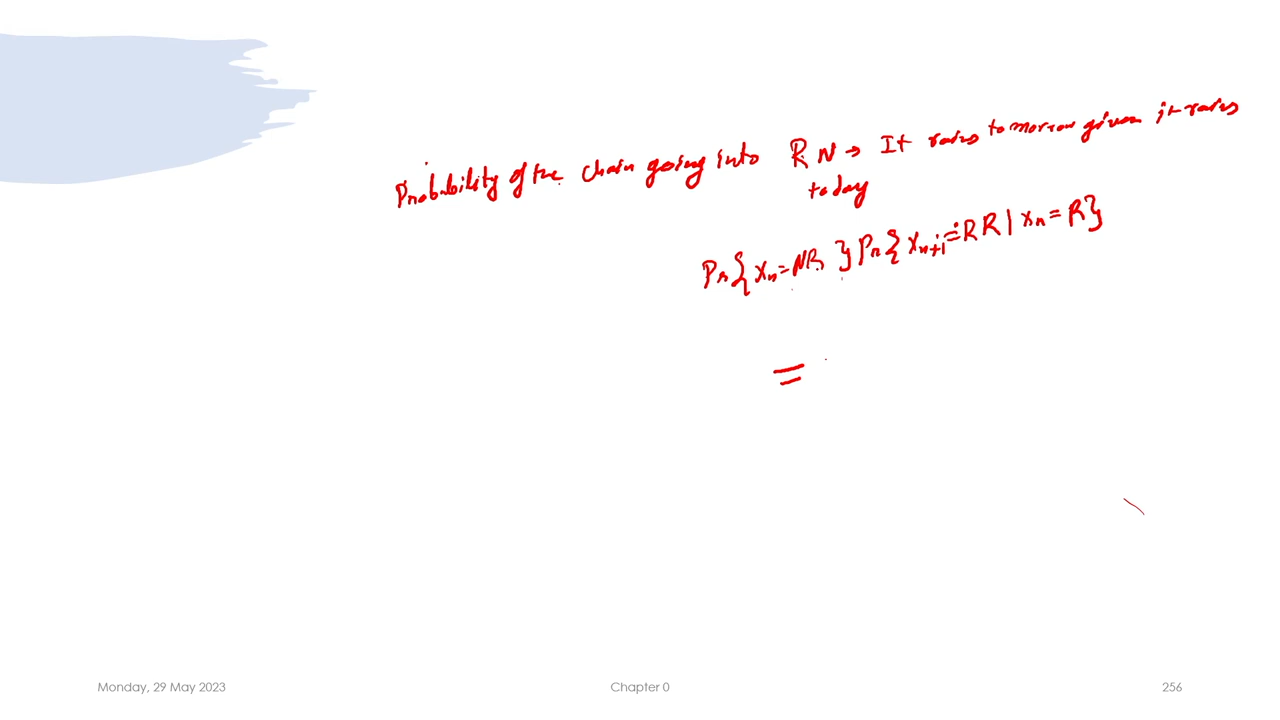 Probability of the chain going into RN → It rains tomorrow given it rains
today
Pr{Xn=NR}Pr{Xn+1=RR|Xn=R}
=
Monday, 29 May 2023
Chapter 0
256